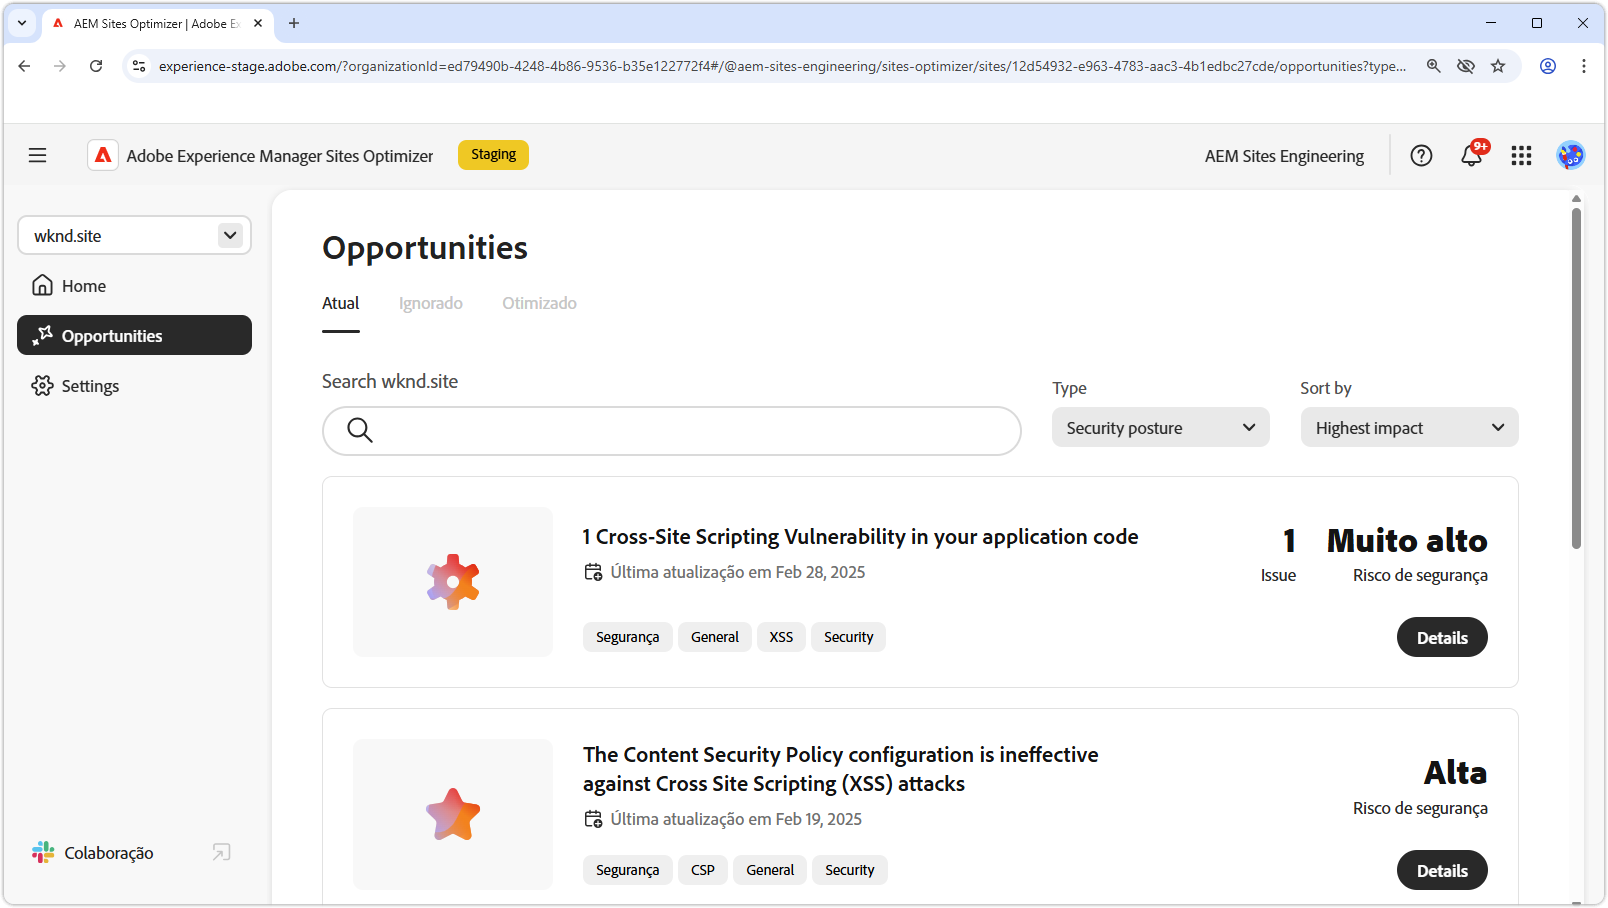 AEM Sites Optimizer | Adobe Ex
experience-stage.adobe.com/?organizationId=ed79490b-4248-4b86-9536-b35e122772f4#/@aem-sites-engineering/sites-optimizer/sites/12d54932-e963-4783-aac3-4b1edbc27cde/opportunities?type...
Adobe Experience Manager Sites Optimizer
Staging
AEM Sites Engineering
9+
wknd.site
Home
Opportunities
Settings
Colaboração
Opportunities
Atual
Ignorado
Otimizado
Search wknd.site
Type
Security posture
Sort by
Highest impact
1 Cross-Site Scripting Vulnerability in your application code
Última atualização em Feb 28, 2025
Segurança
General
XSS
Security
1
Issue
Muito alto
Risco de segurança
Details
The Content Security Policy configuration is ineffective
against Cross Site Scripting (XSS) attacks
Última atualização em Feb 19, 2025
Segurança
CSP
General
Security
Alta
Risco de segurança
Details